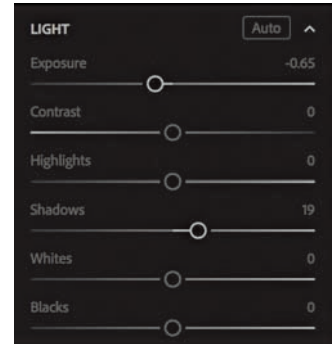 LIGHT Auto
Exposure -0.65
Contrast 0
Highlights 0
Shadows 19
Whites 0
Blacks 0